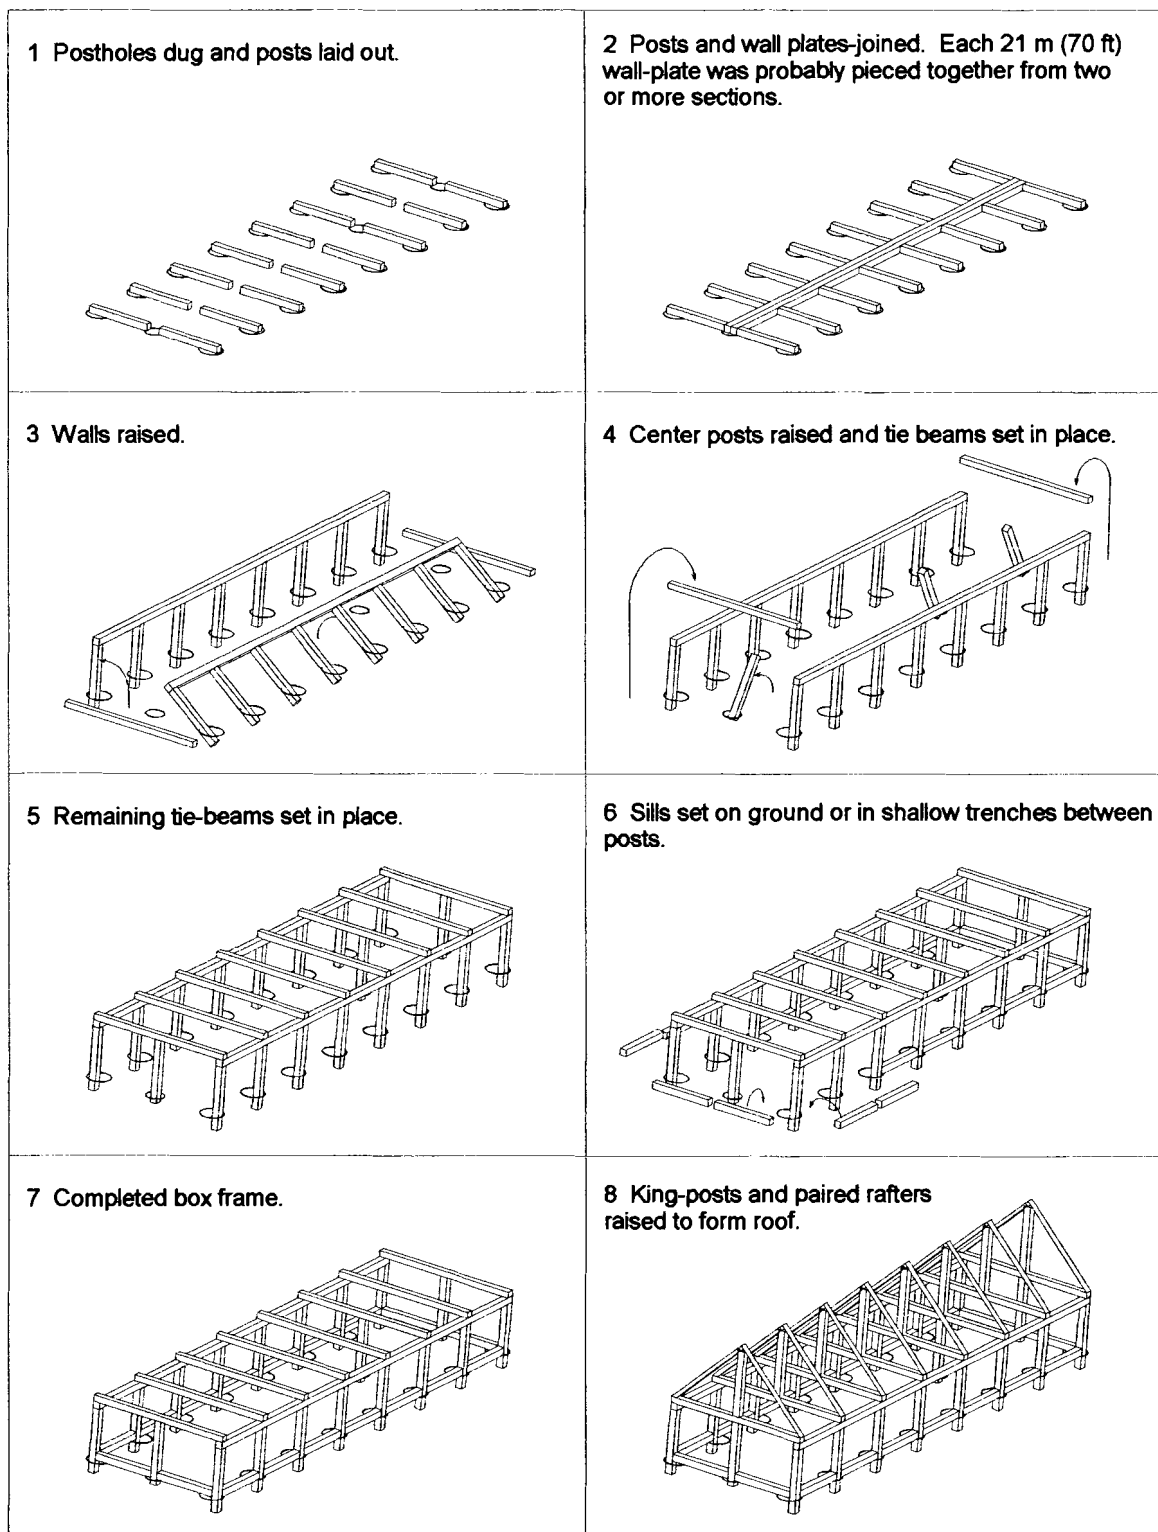 1 Postholes dug and posts laid out.
2 Posts and wall plates-joined. Each 21 m (70 ft)
wall-plate was probably pieced together from two
or more sections.
3 Walls raised.
4 Center posts raised and tie beams set in place.
5 Remaining tie-beams set in place.
6 Sills set on ground or in shallow trenches between
posts.
7 Completed box frame.
8 King-posts and paired rafters
raised to form roof.